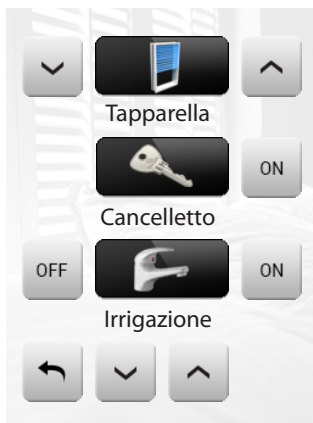 Tapparella
ON
Cancelletto
OFF
ON
Irrigazione